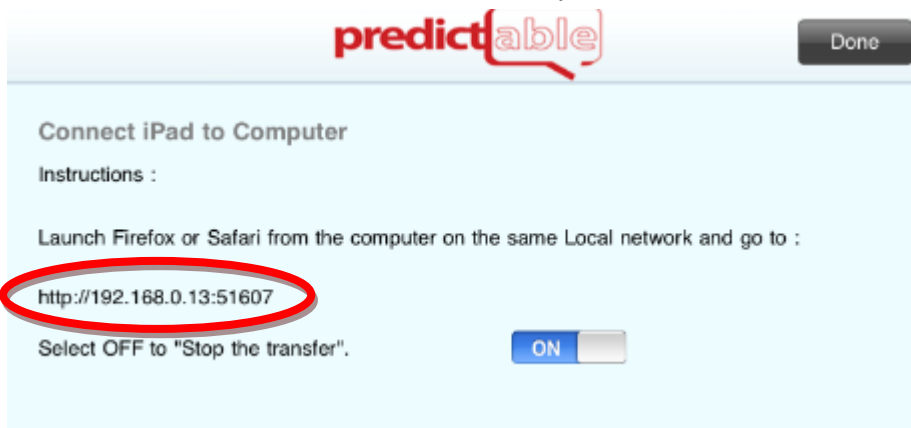 predictable
Done
Connect iPad to Computer
Instructions :
Launch Firefox or Safari from the computer on the same Local network and go to :
http://192.168.0.13:51607
Select OFF to "Stop the transfer".
ON